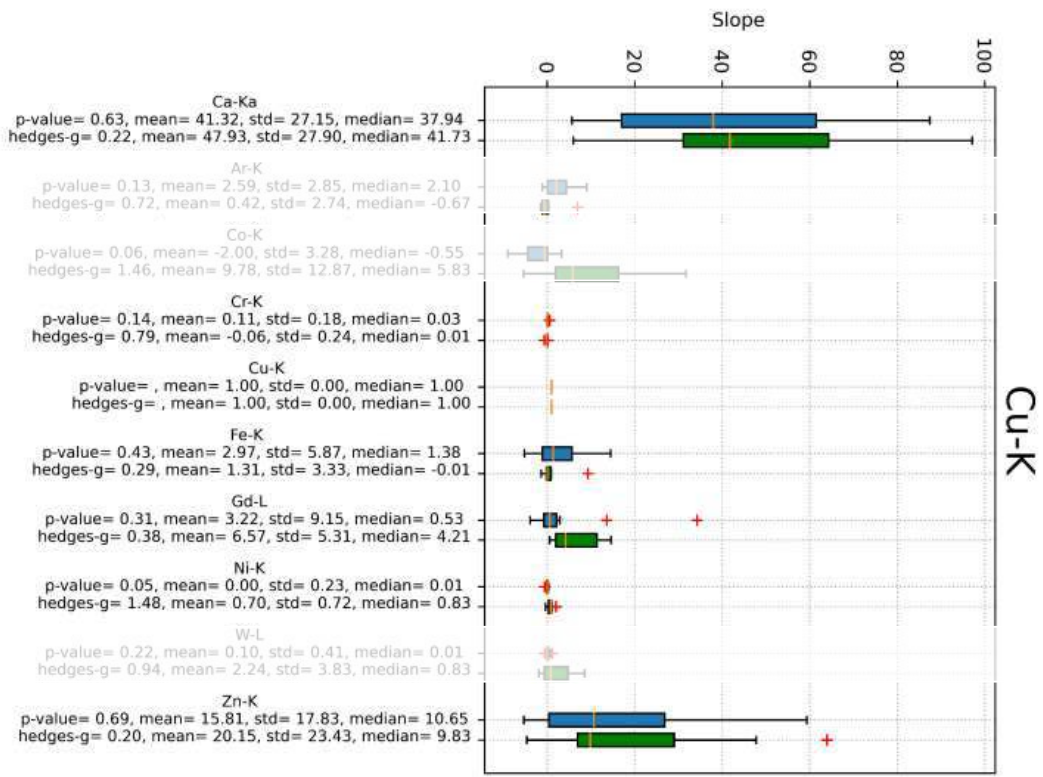 Slope
0 20 40 60 80 100
Ca-Ka
p-value= 0.63, mean= 41.32, std= 27.15, median= 37.94
hedges-g= 0.22, mean= 47.93, std= 27.90, median= 41.73
Ar-K
p-value= 0.13, mean= 2.59, std= 2.85, median= 2.10
hedges-g= 0.72, mean= 0.42, std= 2.74, median= -0.67
Co-K
p-value= 0.06, mean= -2.00, std= 3.28, median= -0.55
hedges-g= 1.46, mean= 9.78, std= 12.87, median= 5.83
Cr-K
p-value= 0.14, mean= 0.11, std= 0.18, median= 0.03
hedges-g= 0.79, mean= -0.06, std= 0.24, median= 0.01
Cu-K
p-value= , mean= 1.00, std= 0.00, median= 1.00
hedges-g= , mean= 1.00, std= 0.00, median= 1.00
Fe-K
p-value= 0.43, mean= 2.97, std= 5.87, median= 1.38
hedges-g= 0.29, mean= 1.31, std= 3.33, median= -0.01
Gd-L
p-value= 0.31, mean= 3.22, std= 9.15, median= 0.53
hedges-g= 0.38, mean= 6.57, std= 5.31, median= 4.21
Ni-K
p-value= 0.05, mean= 0.00, std= 0.23, median= 0.01
hedges-g= 1.48, mean= 0.70, std= 0.72, median= 0.83
W-L
p-value= 0.22, mean= 0.10, std= 0.41, median= 0.01
hedges-g= 0.94, mean= 2.24, std= 3.83, median= 0.83
Zn-K
p-value= 0.69, mean= 15.81, std= 17.83, median= 10.65
hedges-g= 0.20, mean= 20.15, std= 23.43, median= 9.83
Cu-K